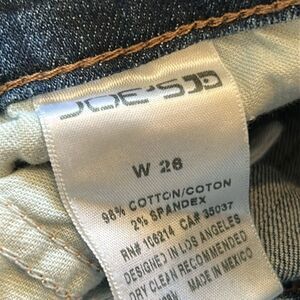 JOE'S
W 26
98% COTTON/COTON
2% SPANDEX
RN# 106214 CA# 35037
DESIGNED IN LOS ANGELES
DRY CLEAN RECOMMENDED
MADE IN MEXICO